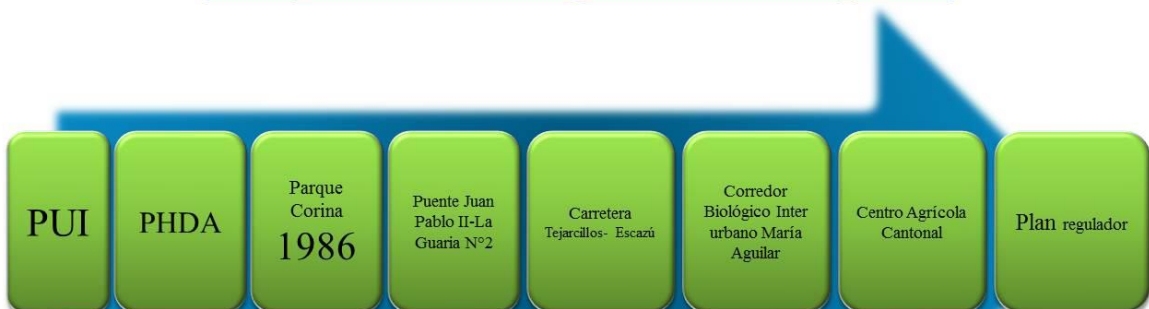 PUI
PHDA
Parque
Corina
1986
Puente Juan
Pablo II-La
Guaria N°2
Carretera
Tejarcillos- Escazú
Corredor
Biológico Inter
urbano María
Aguilar
Centro Agrícola
Cantonal
Plan regulador